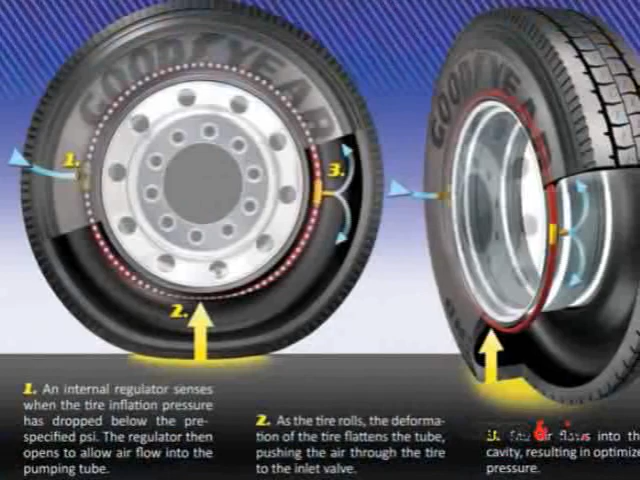 GOODYEAR
GOODYEAR
1.
3.
2.
1. An internal regulator senses
when the tire inflation pressure
has dropped below the pre-
specified psi. The regulator then
opens to allow air flow into the
pumping tube.
2. As the tire rolls, the deforma-
tion of the tire flattens the tube,
pushing the air through the tire
to the inlet valve.
air flows into th
cavity, resulting in optimize
pressure.